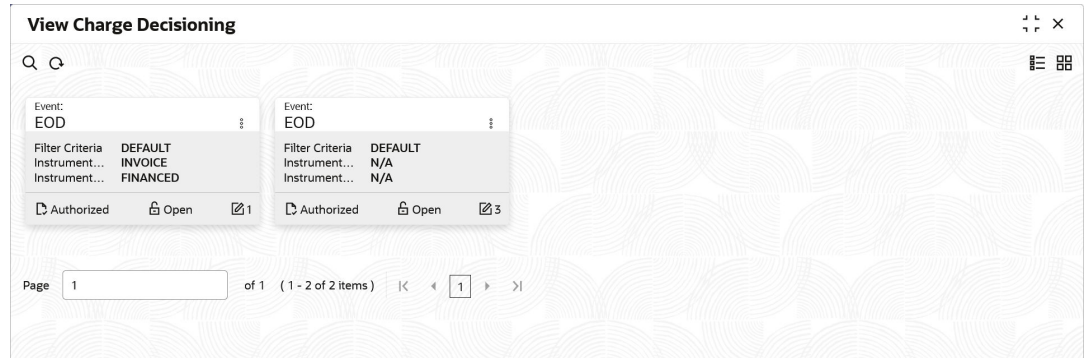 View Charge Decisioning
Event:
EOD
Filter Criteria DEFAULT
Instrument... INVOICE
Instrument... FINANCED
Authorized Open 1
Event:
EOD
Filter Criteria DEFAULT
Instrument... N/A
Instrument... N/A
Authorized Open 3
Page 1 of 1 ( 1 - 2 of 2 items ) 1